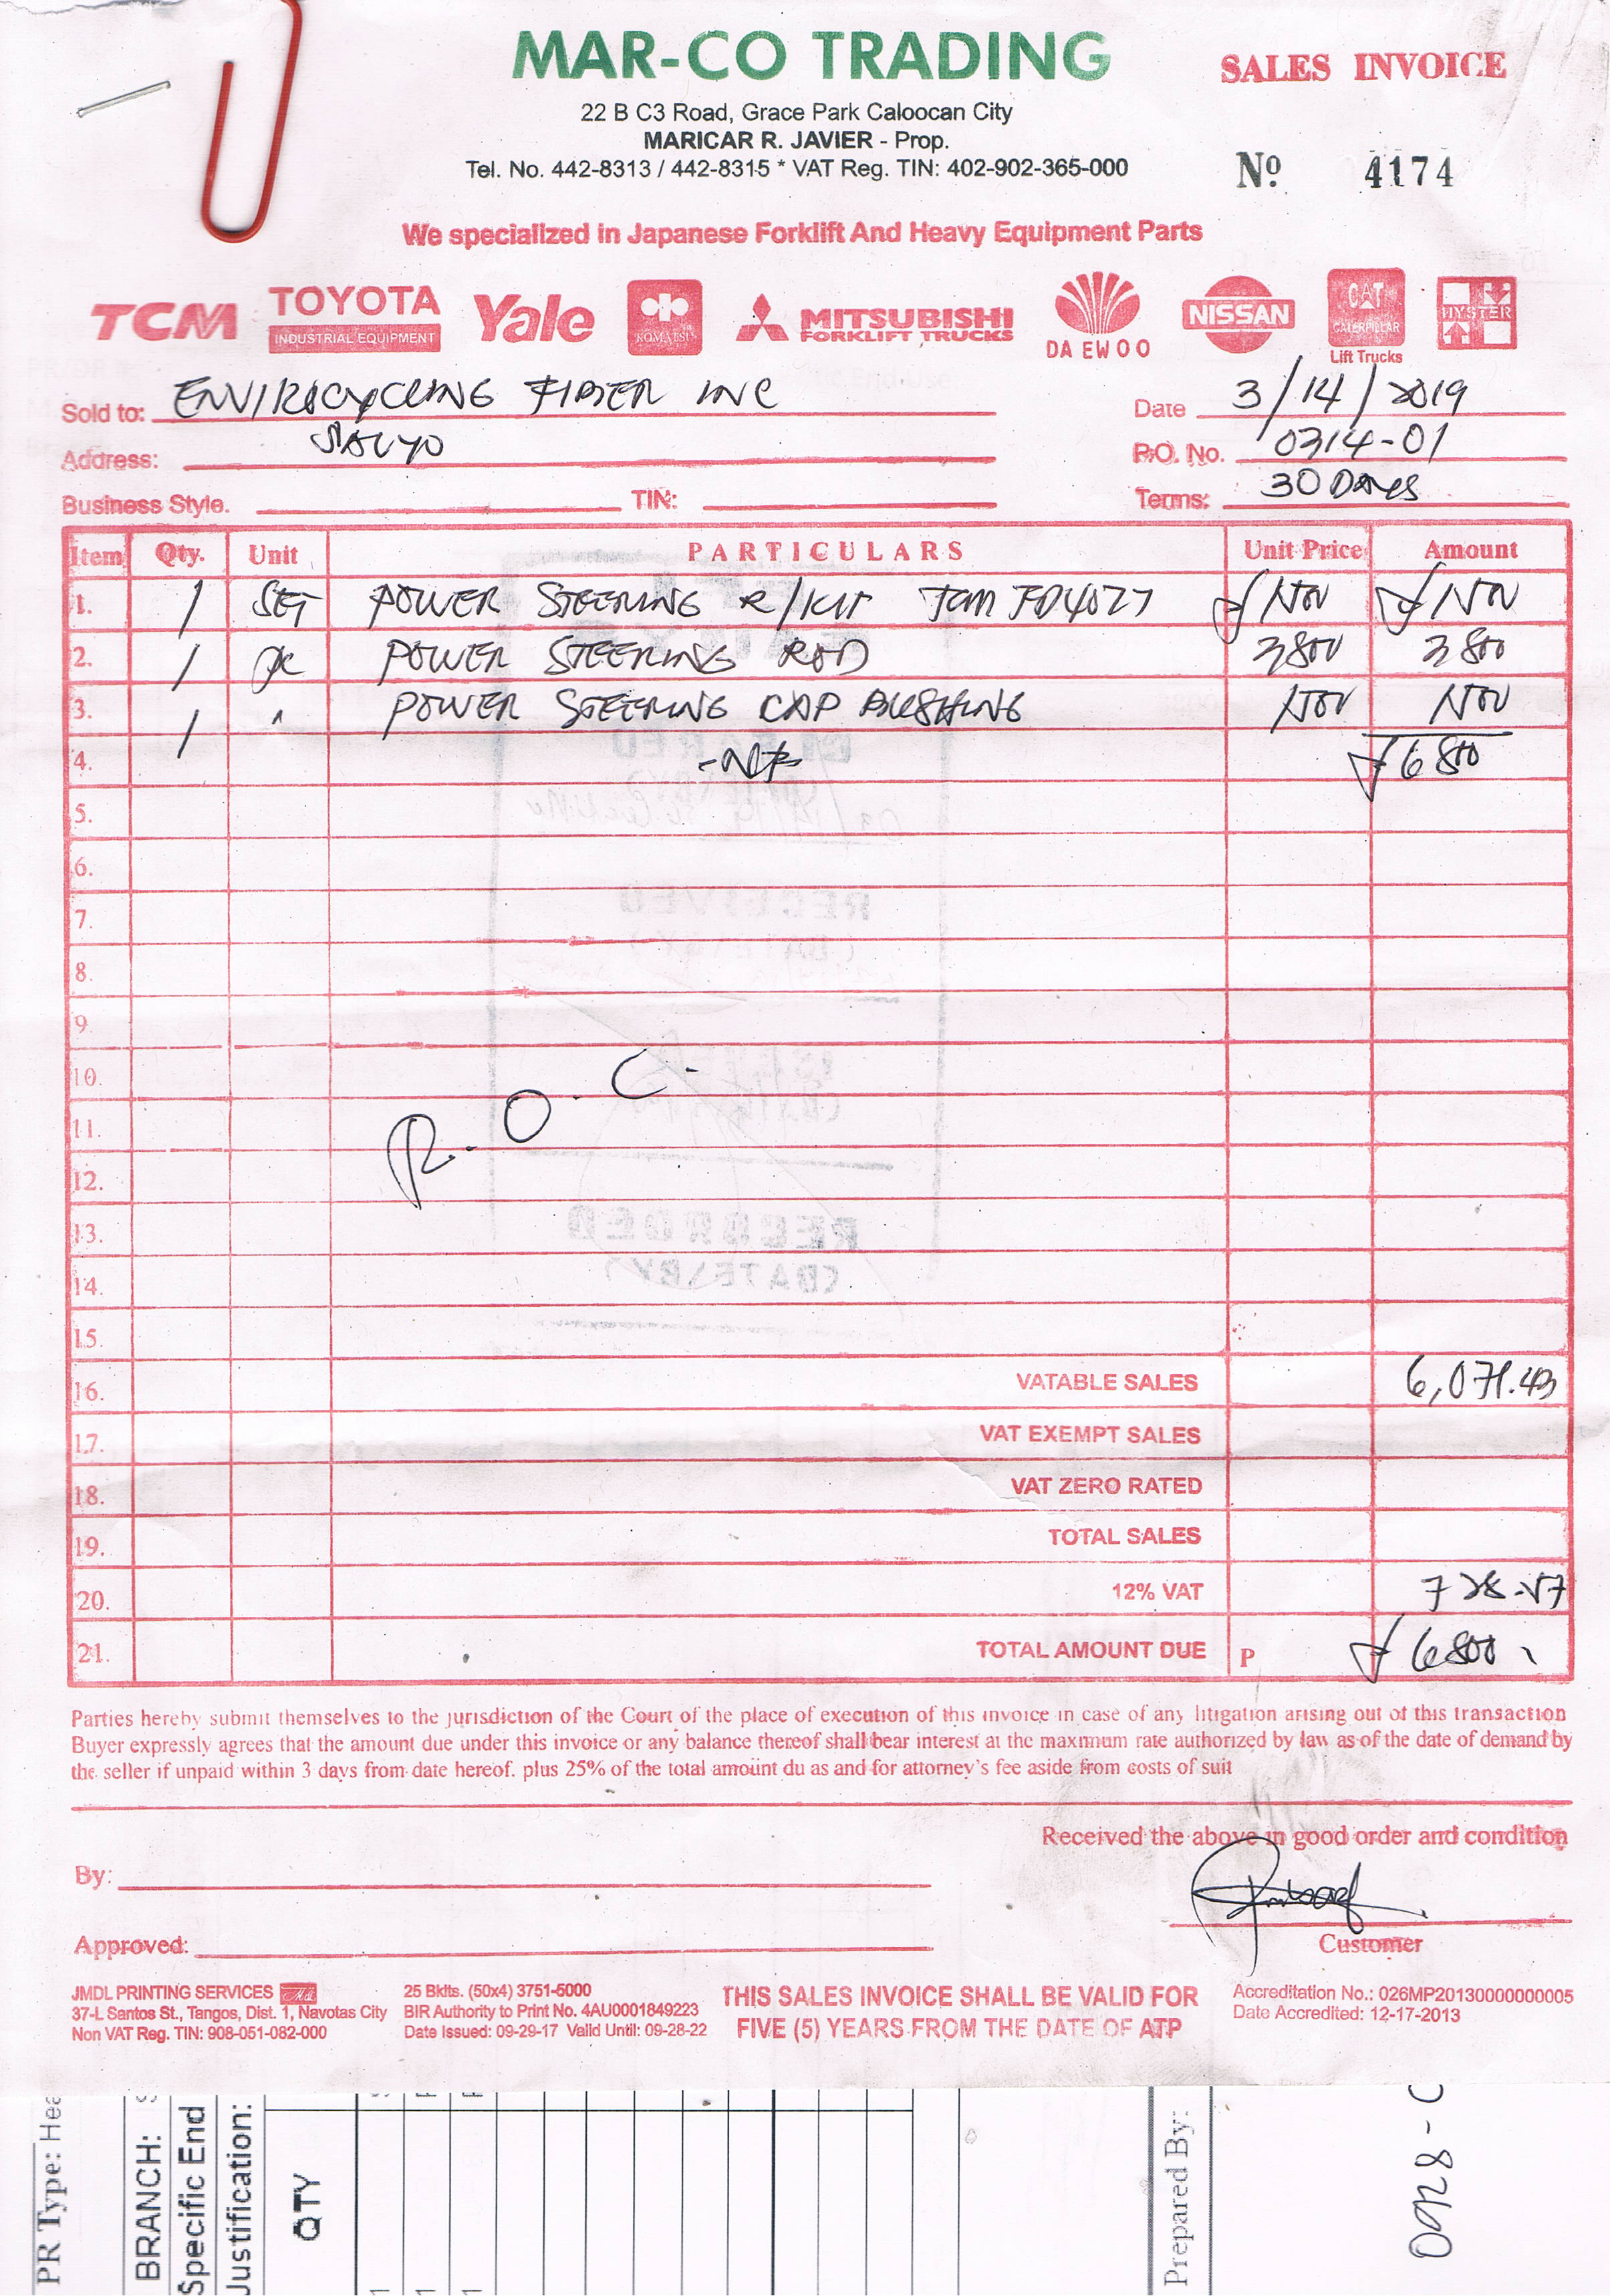 MAR-CO TRADING
SALES INVOICE
22 B C3 Road, Grace Park Caloocan City
MARICAR R. JAVIER - Prop.
Tel. No. 442-8313 / 442-8315 * VAT Reg. TIN: 402-902-365-000
Nº 4174
We specialized in Japanese Forklift And Heavy Equipment Parts
TCM TOYOTA INDUSTRIAL EQUIPMENT Yale KOMATSU MITSUBISHI FORKLIFT TRUCKS DAEWOO NISSAN CAT CATERPILLAR Lift Trucks HYSTER
Sold to: ENVIROCYCLING FIBER INC Date 3/14/2019
Address: P.O. No. 0314-01
Business Style. TIN: Terms: 30 Days
Item Qty. Unit PARTICULARS Unit Price Amount
1. 1 SET POWER STEERING R/KIT TCM FD40Z7 1500 1500
2. 1 pc POWER STEERING ROD 3800 3800
3. 1 " POWER STEERING CAP BUSHING 1500 1500
4. 6800
5.
6.
7.
8.
9.
10.
R. O. C.
11.
12.
13.
14.
15.
16. VATABLE SALES 6,071.43
17. VAT EXEMPT SALES
18. VAT ZERO RATED
19. TOTAL SALES
20. 12% VAT 728.57
21. TOTAL AMOUNT DUE P 6800
Parties hereby submit themselves to the jurisdiction of the Court of the place of execution of this invoice in case of any litigation arising out of this transaction
Buyer expressly agrees that the amount due under this invoice or any balance thereof shall bear interest at the maximum rate authorized by law as of the date of demand by
the seller if unpaid within 3 days from date hereof. plus 25% of the total amount du as and for attorney's fee aside from costs of suit
Received the above in good order and condition
By:
Approved:
Customer
JMDL PRINTING SERVICES
37-L Santos St., Tangos, Dist. 1, Navotas City
Non VAT Reg. TIN: 908-051-082-000
25 Bklts. (50x4) 3751-5000
BIR Authority to Print No. 4AU0001849223
Date Issued: 09-29-17 Valid Until: 09-28-22
THIS SALES INVOICE SHALL BE VALID FOR
FIVE (5) YEARS FROM THE DATE OF ATP
Accreditation No.: 026MP20130000000005
Date Accredited: 12-17-2013
PR Type:
BRANCH:
Specific End
Justification:
QTY
Prepared By: